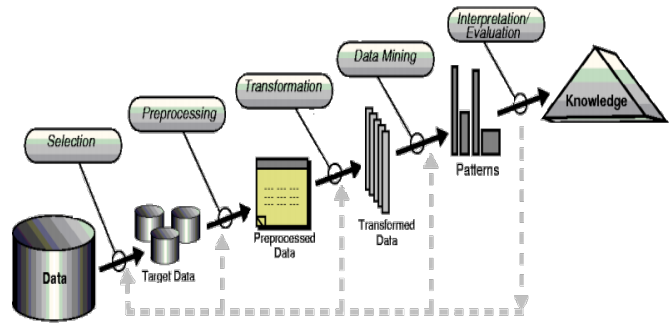 Interpretation/
Evaluation
Data Mining
Transformation
Preprocessing
Selection
Knowledge
Patterns
Transformed
Data
Preprocessed
Data
Target Data
Data